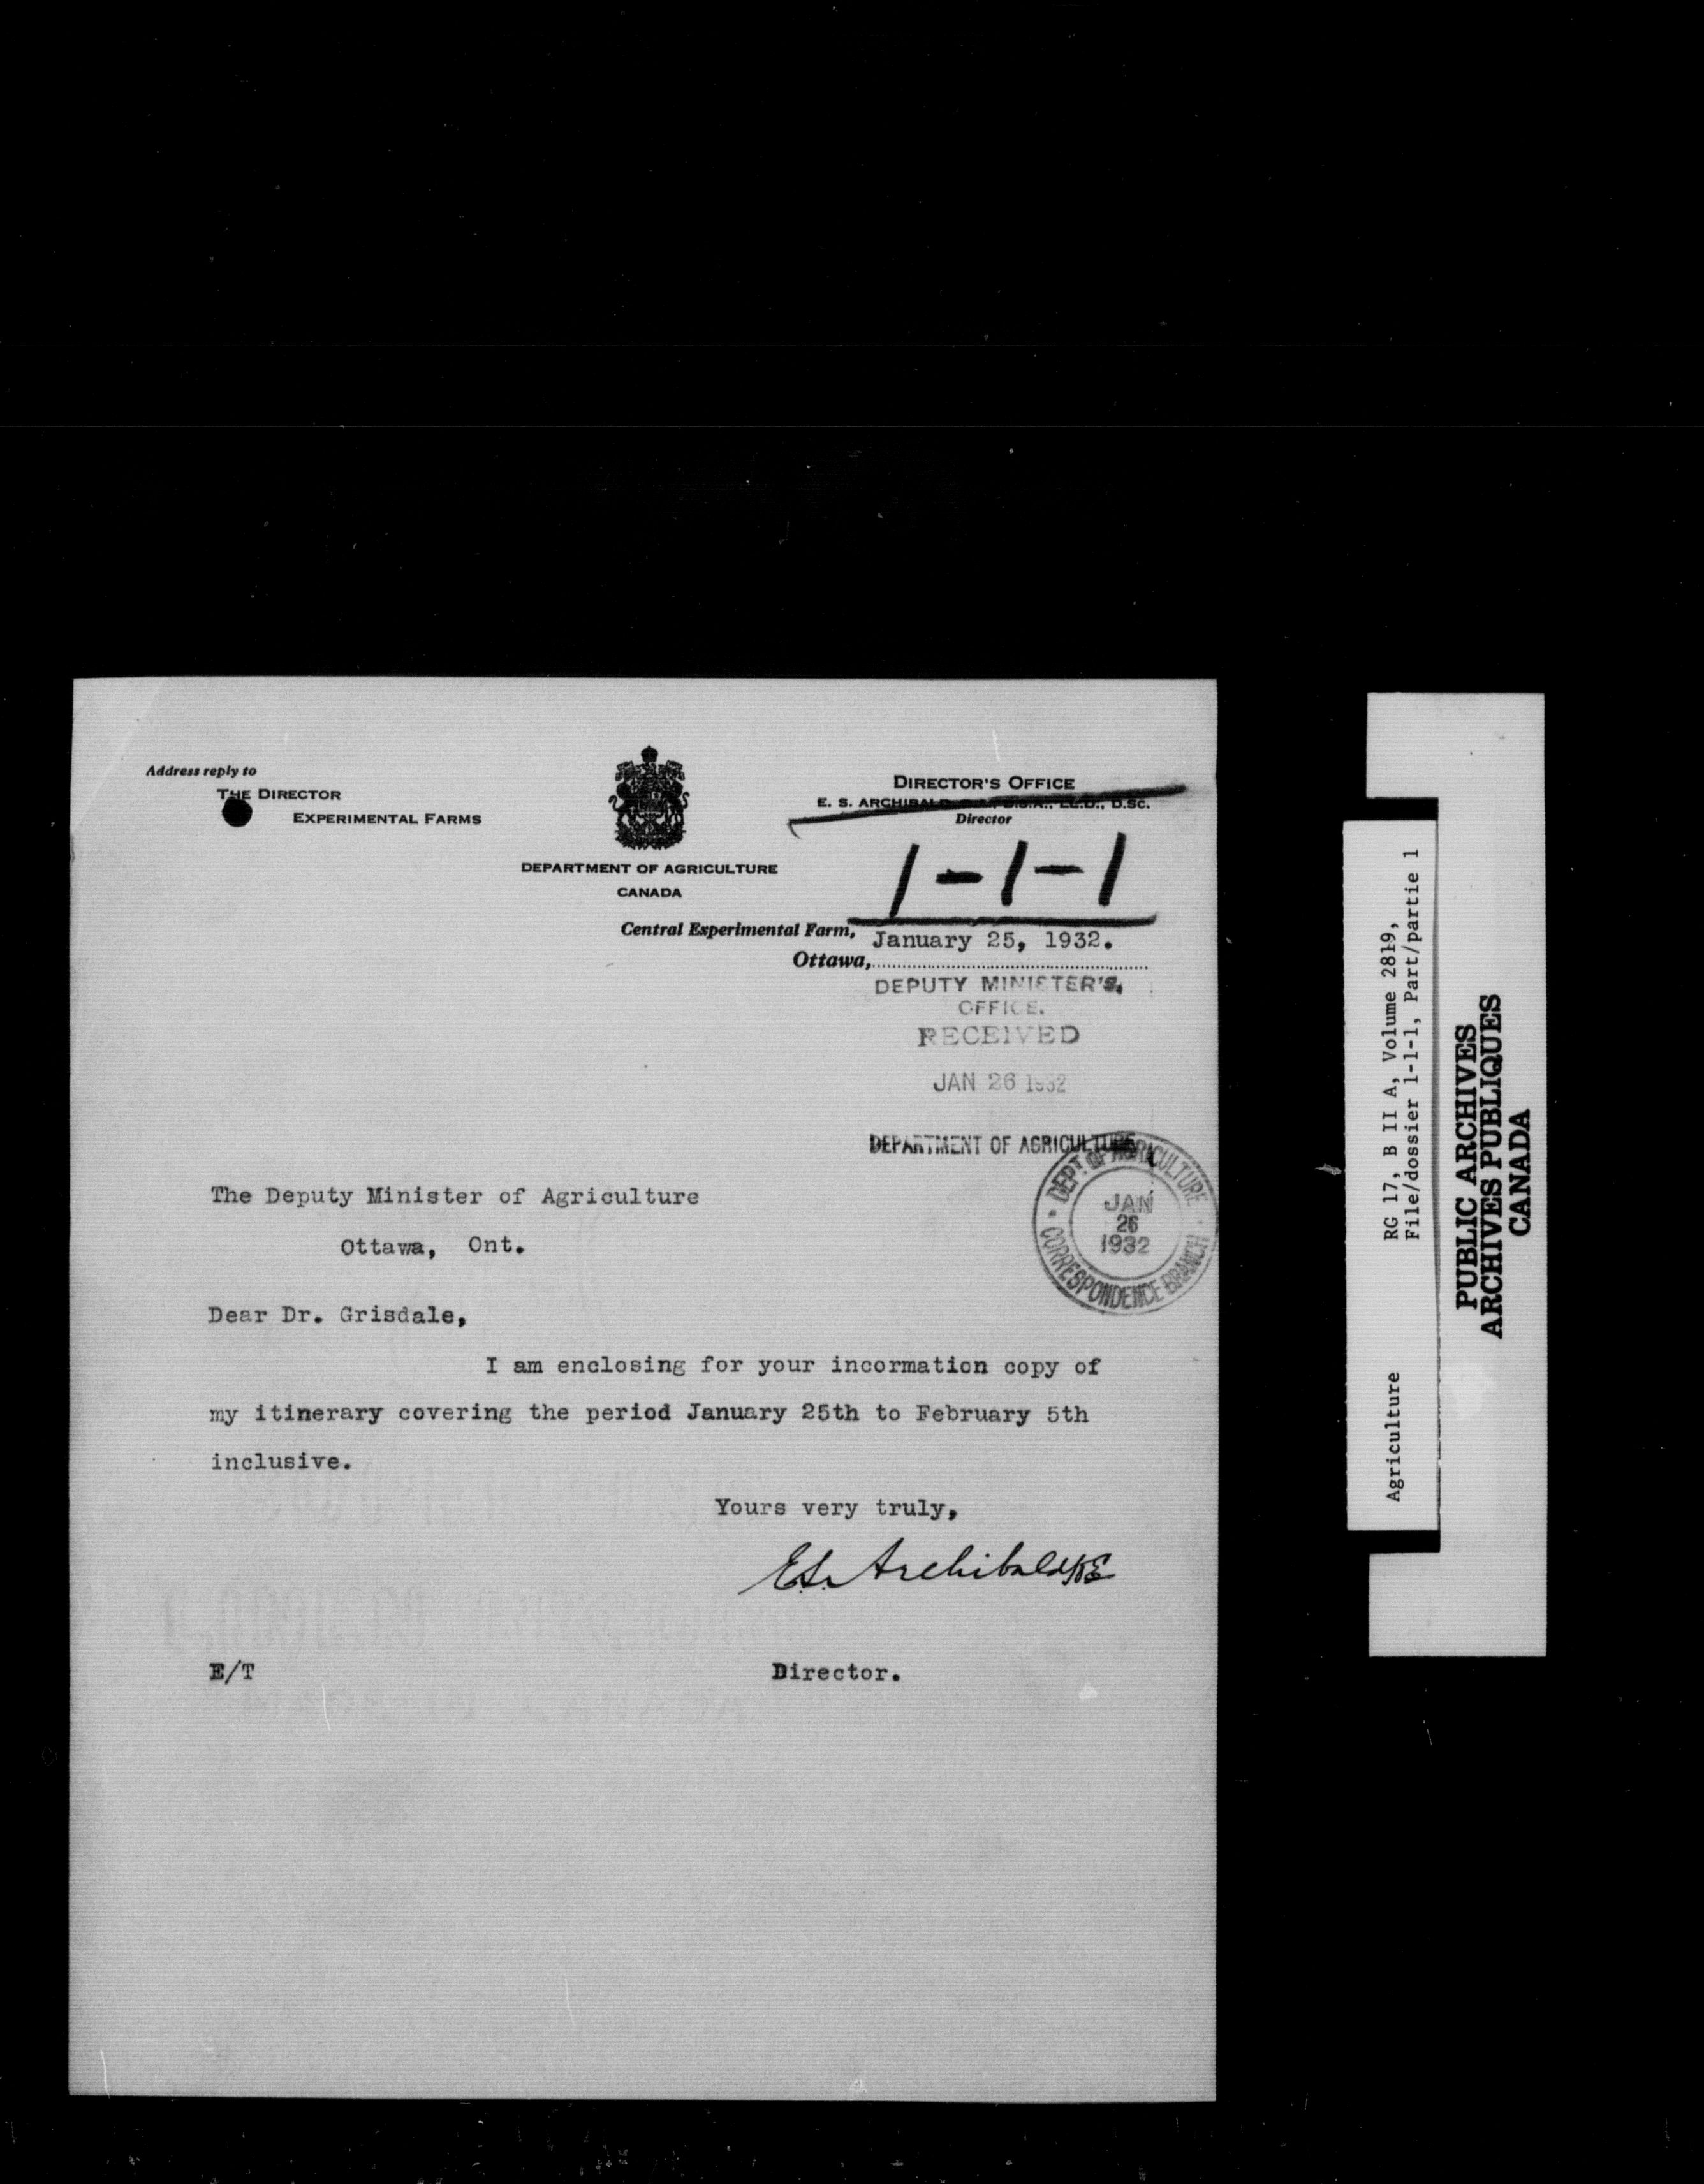 Address reply to
THE DIRECTOR
EXPERIMENTAL FARMS
DEPARTMENT OF AGRICULTURE
CANADA
DIRECTOR'S OFFICE
E. S. ARCHIBALD, LL.D., D.SC.
Director
1-1-1
Central Experimental Farm,
Ottawa, January 25, 1932.
DEPUTY MINISTER'S
OFFICE.
RECEIVED
JAN 26 1932
DEPARTMENT OF AGRICULTURE
DEPT. OF AGRICULTURE
JAN
26
1932
CORRESPONDENCE BRANCH
The Deputy Minister of Agriculture
Ottawa, Ont.
Dear Dr. Grisdale,
I am enclosing for your incormation copy of
my itinerary covering the period January 25th to February 5th
inclusive.
Yours very truly,
E.S. Archibald/KE
E/T
Director.
Agriculture RG 17, B II A, Volume 2819,
File/dossier 1-1-1, Part/partie 1
PUBLIC ARCHIVES
ARCHIVES PUBLIQUES
CANADA